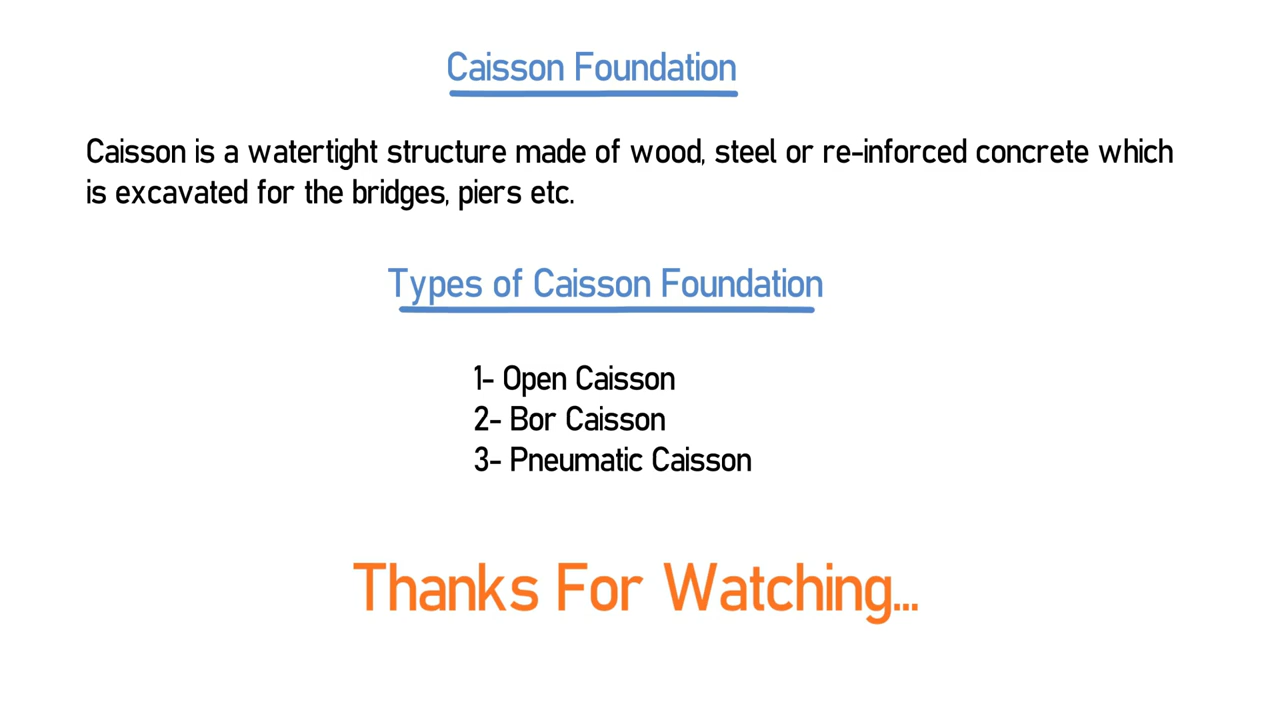 Caisson Foundation
Caisson is a watertight structure made of wood, steel or re-inforced concrete which
is excavated for the bridges, piers etc.
Types of Caisson Foundation
1- Open Caisson
2- Bor Caisson
3- Pneumatic Caisson
Thanks For Watching...